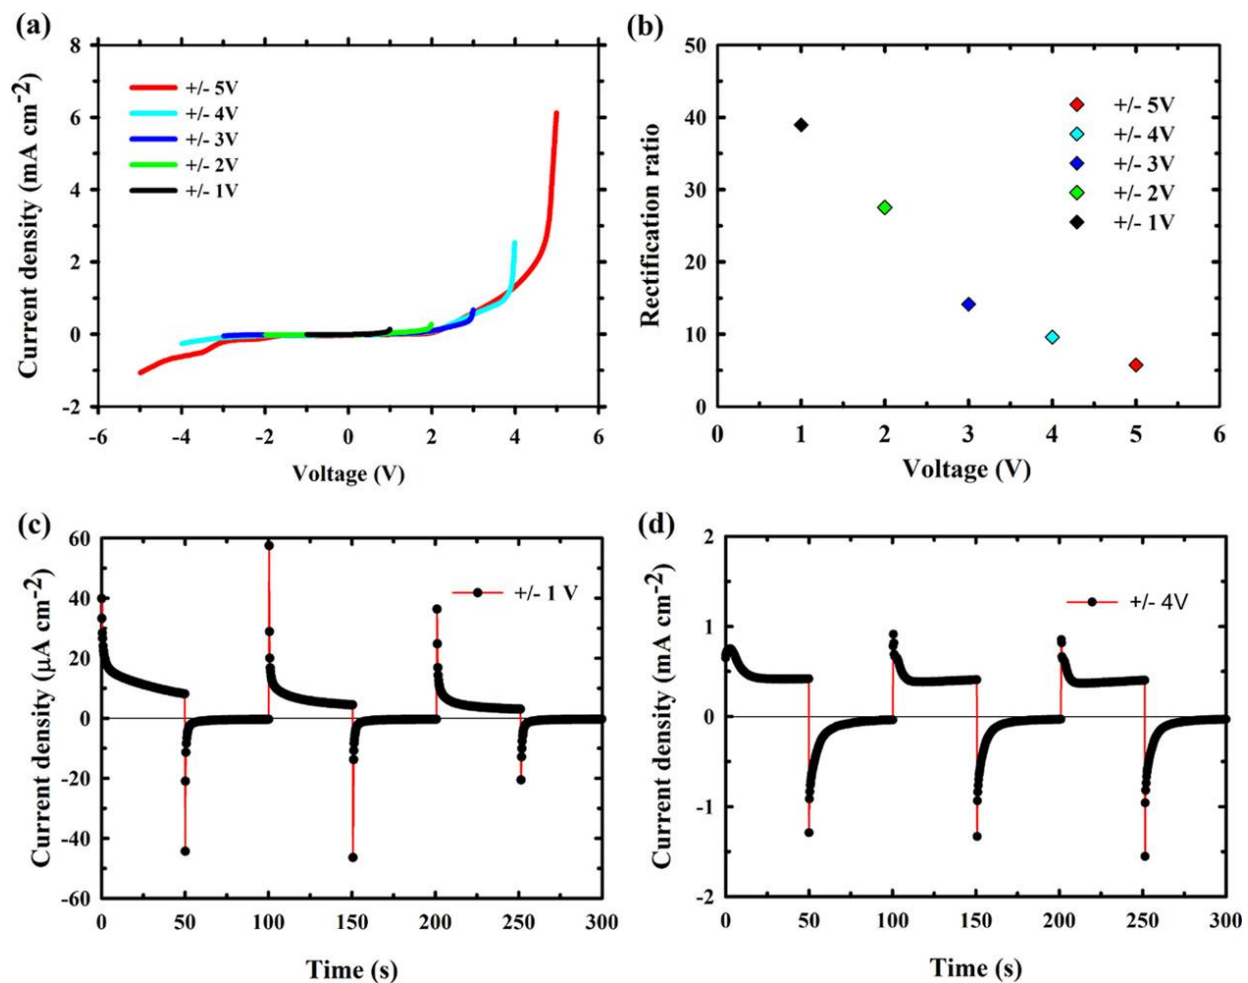 (a)
8
6
4
2
0
-2
-6
-4
-2
0
2
4
6
Current density (mA cm-2)
Voltage (V)
+/- 5V
+/- 4V
+/- 3V
+/- 2V
+/- 1V
(b)
50
40
30
20
10
0
0
1
2
3
4
5
6
Rectification ratio
Voltage (V)
+/- 5V
+/- 4V
+/- 3V
+/- 2V
+/- 1V
(c)
60
40
20
0
-20
-40
-60
0
50
100
150
200
250
300
Current density (μA cm-2)
Time (s)
+/- 1 V
(d)
2
1
0
-1
-2
0
50
100
150
200
250
300
Current density (mA cm-2)
Time (s)
+/- 4V